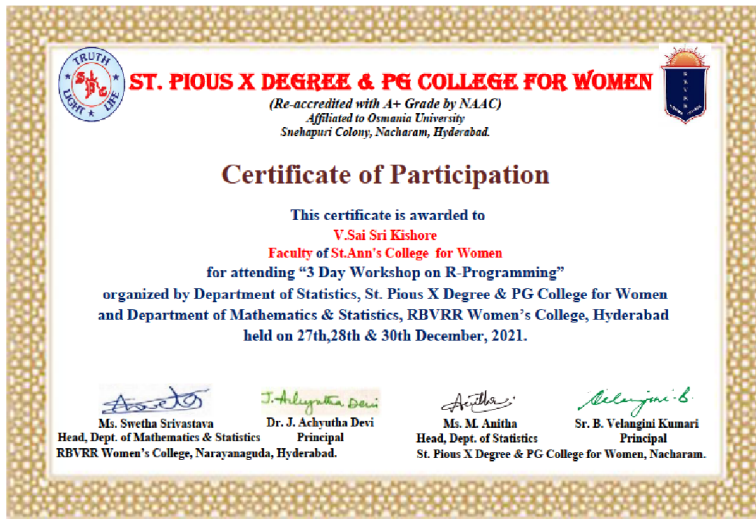 TRUTH
LIGHT ★ LIFE
ST. PIOUS X DEGREE & PG COLLEGE FOR WOMEN
(Re-accredited with A+ Grade by NAAC)
Affiliated to Osmania University
Snehapuri Colony, Nacharam, Hyderabad.
Certificate of Participation
This certificate is awarded to
V.Sai Sri Kishore
Faculty of St.Ann's College for Women
for attending “3 Day Workshop on R-Programming”
organized by Department of Statistics, St. Pious X Degree & PG College for Women
and Department of Mathematics & Statistics, RBVRR Women’s College, Hyderabad
held on 27th,28th & 30th December, 2021.
J. Achyutha Devi
Ms. Swetha Srivastava
Dr. J. Achyutha Devi
Ms. M. Anitha
Sr. B. Velangini Kumari
Head, Dept. of Mathematics & Statistics
Principal
Head, Dept. of Statistics
Principal
RBVRR Women’s College, Narayanaguda, Hyderabad.
St. Pious X Degree & PG College for Women, Nacharam.